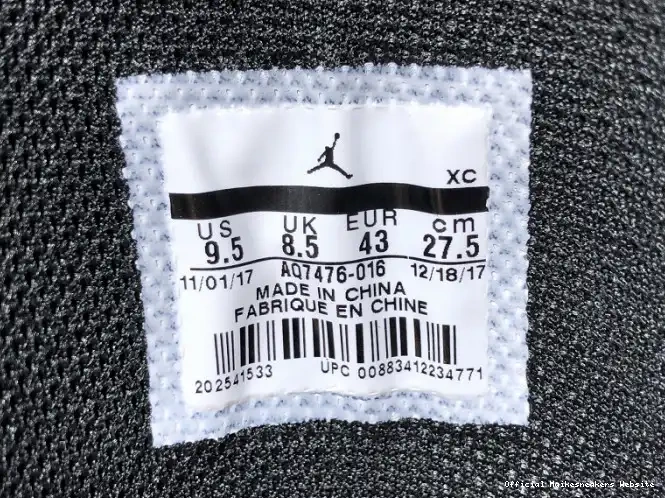 XC
US UK EUR cm
9.5 8.5 43 27.5
11/01/17 AQ7476-016 12/18/17
MADE IN CHINA
FABRIQUE EN CHINE
202541533 UPC 00883412234771
Official Maikesneakers Website